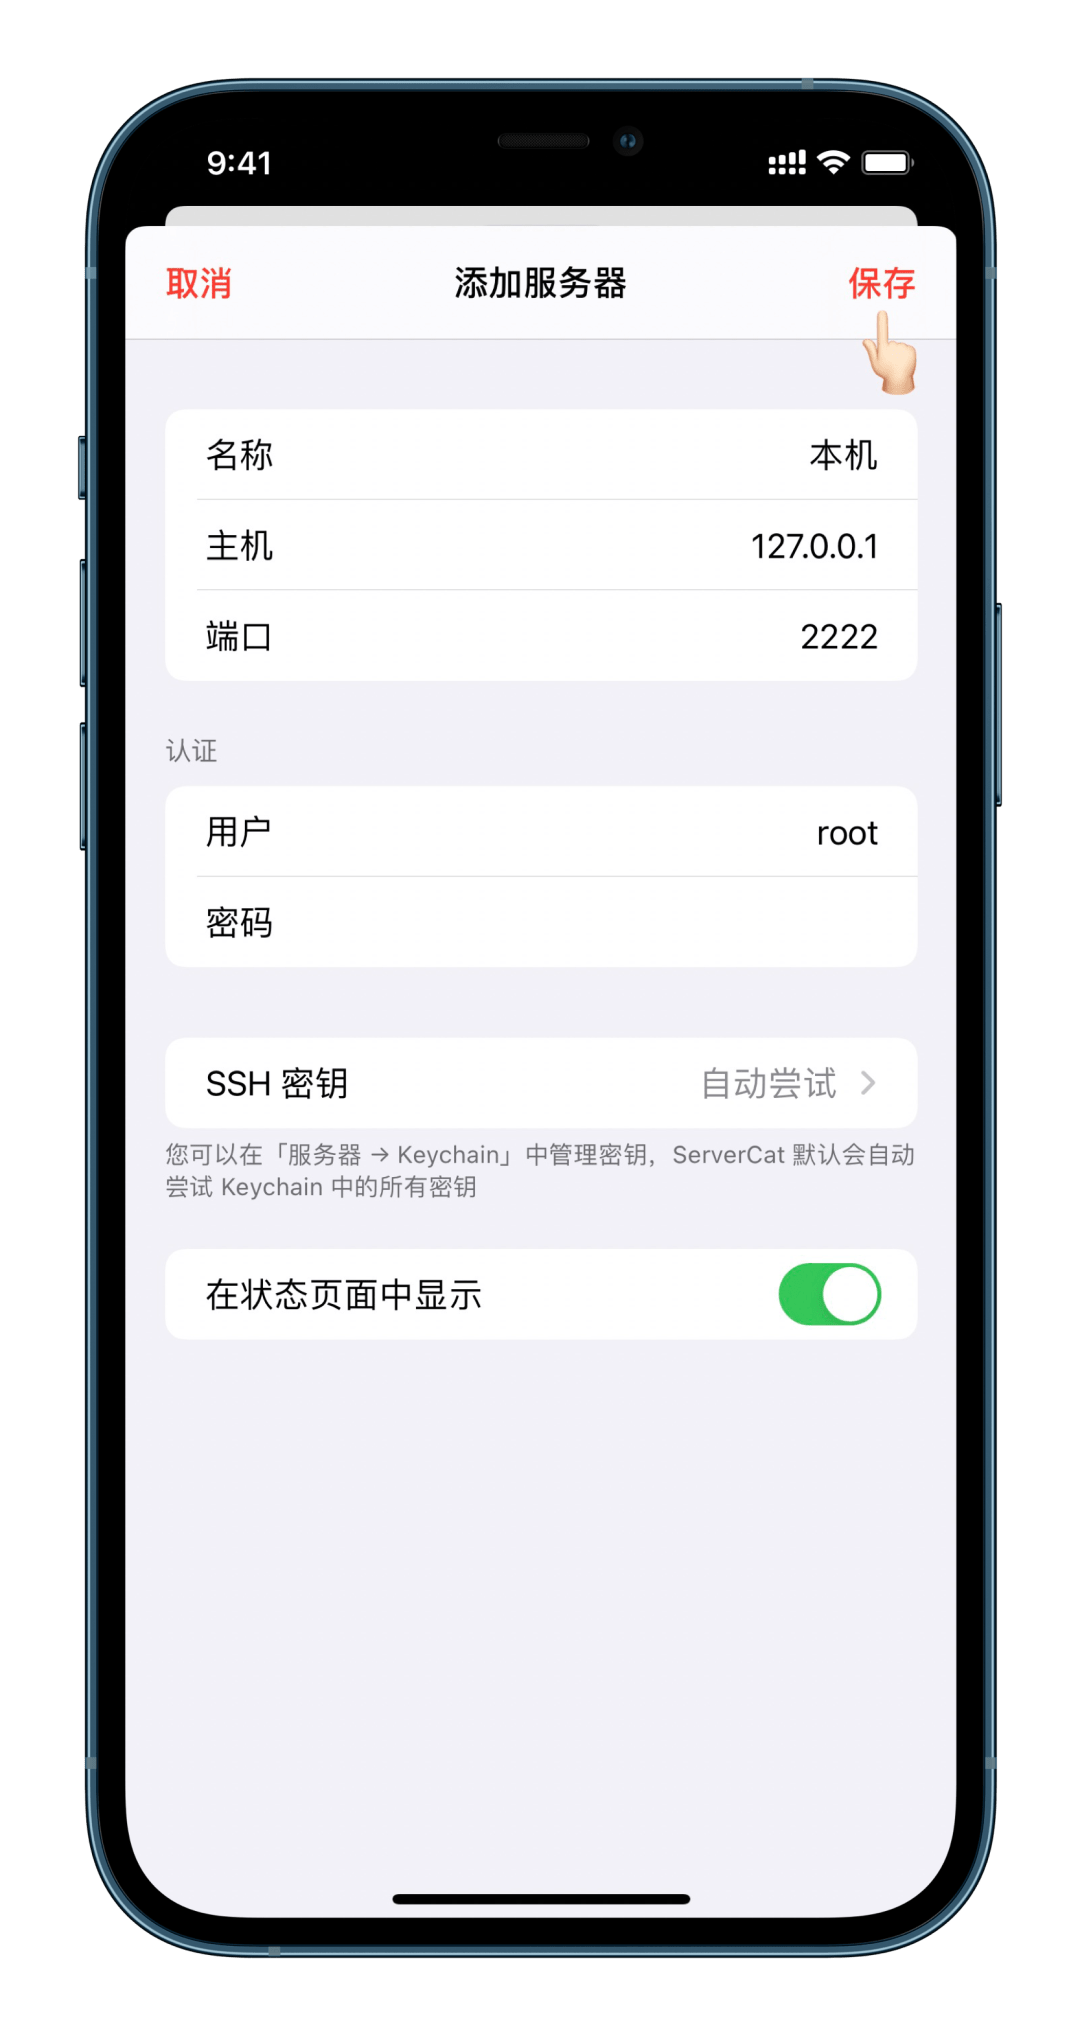 9:41
取消 添加服务器 保存
名称 本机
主机 127.0.0.1
端口 2222
认证
用户 root
密码
SSH 密钥 自动尝试
您可以在「服务器 → Keychain」中管理密钥，ServerCat 默认会自动
尝试 Keychain 中的所有密钥
在状态页面中显示